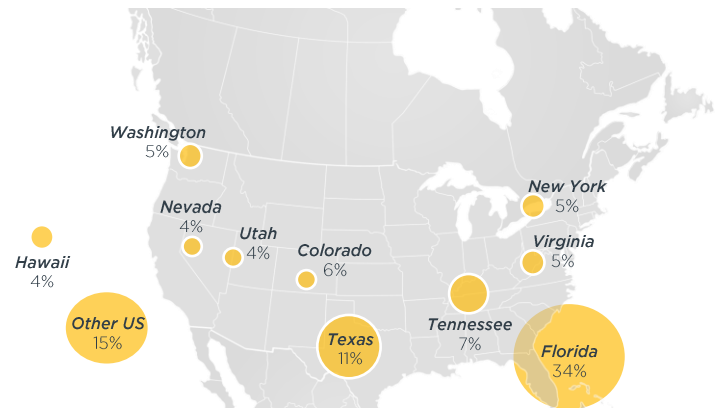 Washington
5%
New York
5%
Nevada
4%
Utah
4%
Virginia
5%
Colorado
6%
Hawaii
4%
Other US
15%
Texas
11%
Tennessee
7%
Florida
34%